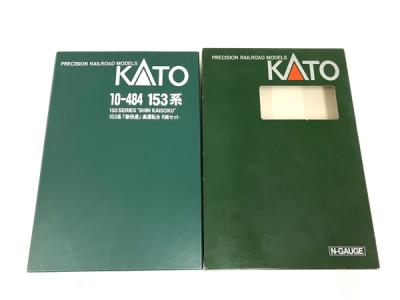 PRECISION RAILROAD MODELS
KATO
10-484 153系
153 SERIES "SHIN KAISOKU"
153系「新快速」高運転台 6両セット
PRECISION RAILROAD MODELS
KATO
N-GAUGE